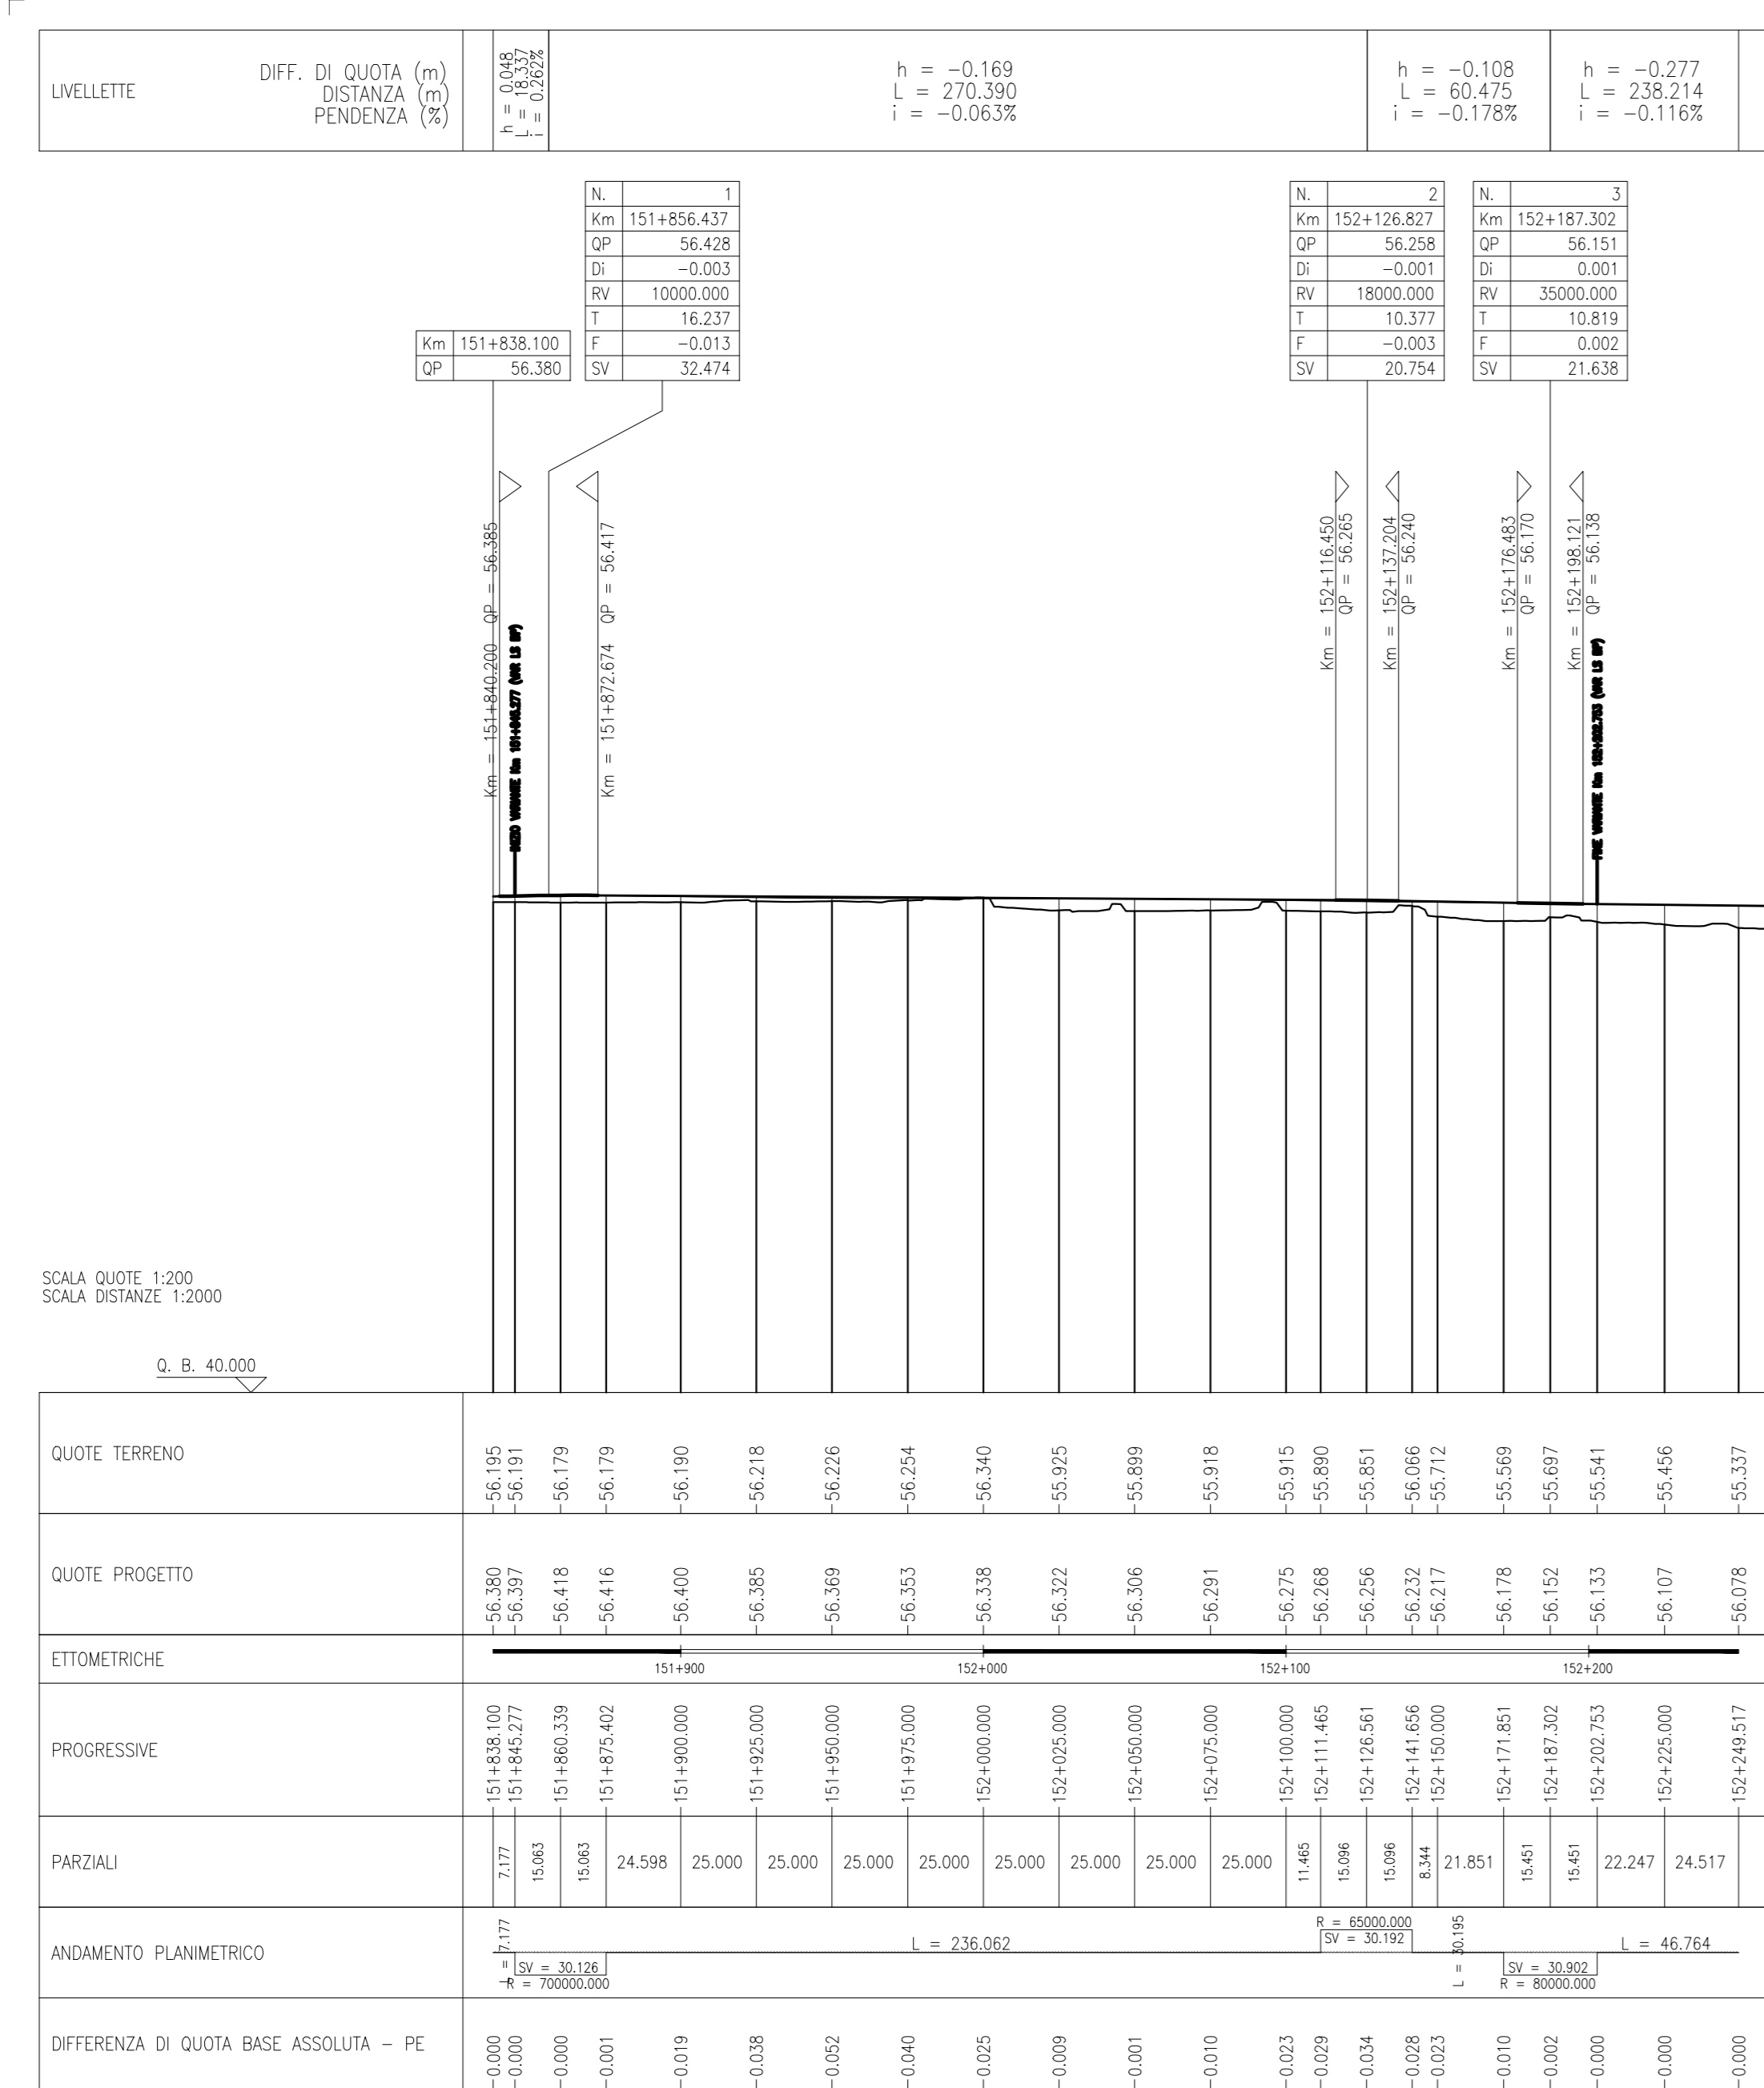 LIVELLETTE
DIFF. DI QUOTA (m)
DISTANZA (m)
PENDENZA (%)
h = 0.048
L = 18.337
i = 0.262%
h = -0.169
L = 270.390
i = -0.063%
h = -0.108
L = 60.475
i = -0.178%
h = -0.277
L = 238.214
i = -0.116%
Km 151+838.100
QP 56.380
N. 1
Km 151+856.437
QP 56.428
Di -0.003
RV 10000.000
T 16.237
F -0.013
SV 32.474
N. 2
Km 152+126.827
QP 56.258
Di -0.001
RV 18000.000
T 10.377
F -0.003
SV 20.754
N. 3
Km 152+187.302
QP 56.151
Di 0.001
RV 35000.000
T 10.819
F 0.002
SV 21.638
Km = 151+840.200 QP = 56.385
INIZIO VARIANTE Km 151+845.277 (VAR LS BP)
Km = 151+872.674 QP = 56.417
Km = 152+116.450
QP = 56.265
Km = 152+137.204
QP = 56.240
Km = 152+176.483
QP = 56.170
Km = 152+198.121
QP = 56.138
FINE VARIANTE Km 152+202.753 (VAR LS BP)
SCALA QUOTE 1:200
SCALA DISTANZE 1:2000
Q. B. 40.000
QUOTE TERRENO
56.195 56.191 56.179 56.179 56.190 56.218 56.226 56.254 56.340 55.925 55.899 55.918 55.915 55.890 55.851 56.066 55.712 55.569 55.697 55.541 55.456 55.337
QUOTE PROGETTO
56.380 56.397 56.418 56.416 56.400 56.385 56.369 56.353 56.338 56.322 56.306 56.291 56.275 56.268 56.256 56.232 56.217 56.178 56.152 56.133 56.107 56.078
ETTOMETRICHE
151+900 152+000 152+100 152+200
PROGRESSIVE
151+838.100 151+845.277 151+860.339 151+875.402 151+900.000 151+925.000 151+950.000 151+975.000 152+000.000 152+025.000 152+050.000 152+075.000 152+100.000 152+111.465 152+126.561 152+141.656 152+150.000 152+171.851 152+187.302 152+202.753 152+225.000 152+249.517
PARZIALI
7.177 15.063 15.063 24.598 25.000 25.000 25.000 25.000 25.000 25.000 25.000 25.000 11.465 15.096 15.096 8.344 21.851 15.451 15.451 22.247 24.517
ANDAMENTO PLANIMETRICO
L = 7.177
SV = 30.126
R = 700000.000
L = 236.062
R = 65000.000
SV = 30.192
L = 30.195
SV = 30.902
R = 80000.000
L = 46.764
DIFFERENZA DI QUOTA BASE ASSOLUTA - PE
0.000 0.000 0.000 0.001 0.019 0.038 0.052 0.040 0.025 0.009 0.001 0.010 0.023 0.029 0.034 0.028 0.023 0.010 0.002 0.000 0.000 0.000